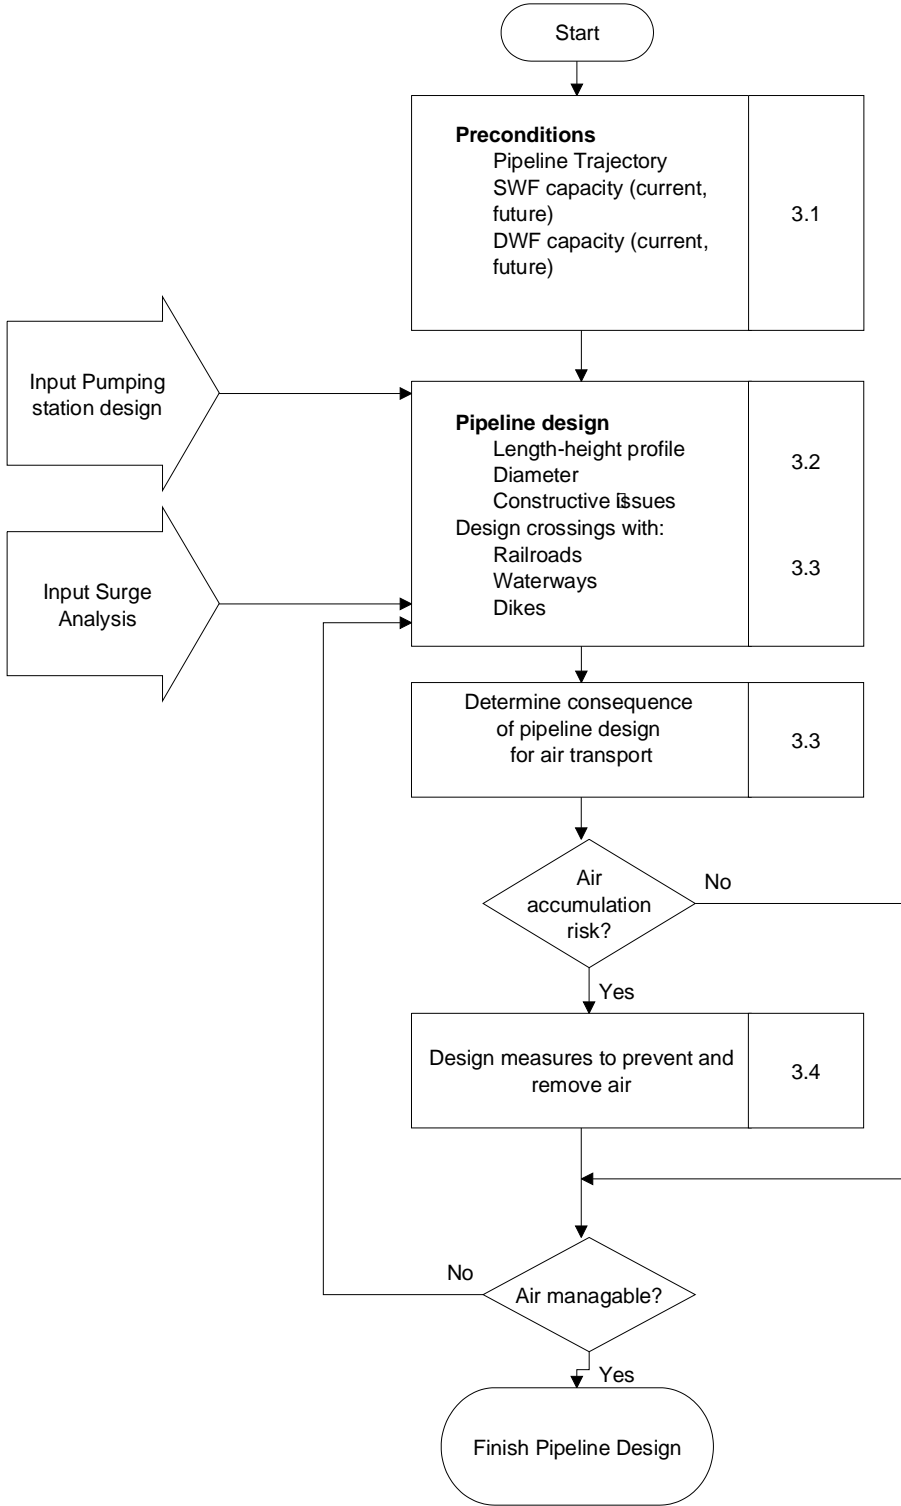 Start
Preconditions
Pipeline Trajectory
SWF capacity (current,
future)
DWF capacity (current,
future)
3.1
Input Pumping
station design
Pipeline design
Length-height profile
Diameter
Constructive issues
Design crossings with:
Railroads
Waterways
Dikes
3.2
3.3
Input Surge
Analysis
Determine consequence
of pipeline design
for air transport
3.3
Air
accumulation
risk?
No
Yes
Design measures to prevent and
remove air
3.4
No
Air managable?
Yes
Finish Pipeline Design